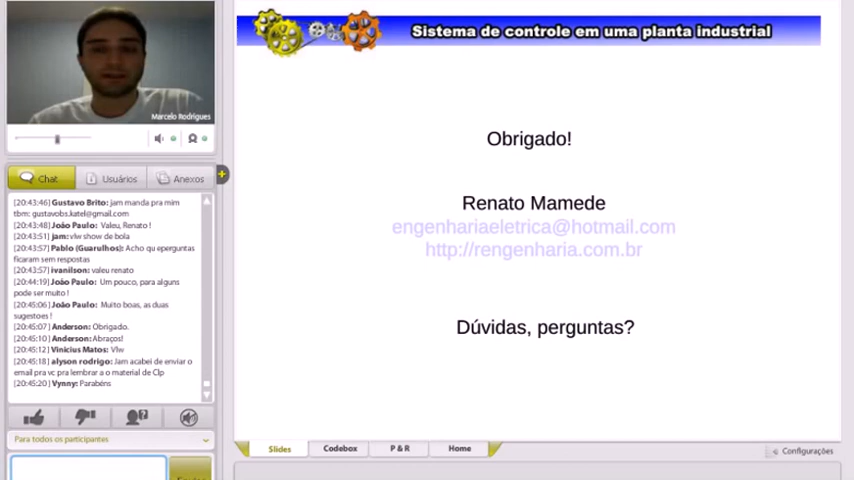 Marcelo Rodrigues
Chat
Usuários
Anexos
[20:43:46] Gustavo Brito: jam manda pra mim
tbm: gustavobs.katel@gmail.com
[20:43:48] João Paulo: Valeu, Renato !
[20:43:51] jam: vlw show de bola
[20:43:57] Pablo (Guarulhos): Acho qu eperguntas
ficaram sem respostas
[20:43:57] ivanilson: valeu renato
[20:44:19] João Paulo: Um pouco, para alguns
pode ser muito !
[20:45:06] João Paulo: Muito boas, as duas
sugestoes !
[20:45:07] Anderson: Obrigado.
[20:45:10] Anderson: Abraços!
[20:45:12] Vinicius Matos: Vlw
[20:45:18] alyson rodrigo: Jam acabei de enviar o
email pra vc pra lembrar a o material de Clp
[20:45:20] Vynny: Parabéns
Para todos os participantes
Sistema de controle em uma planta industrial
Obrigado!
Renato Mamede
engenhariaeletrica@hotmail.com
http://rengenharia.com.br
Dúvidas, perguntas?
Slides
Codebox
P & R
Home
Configurações